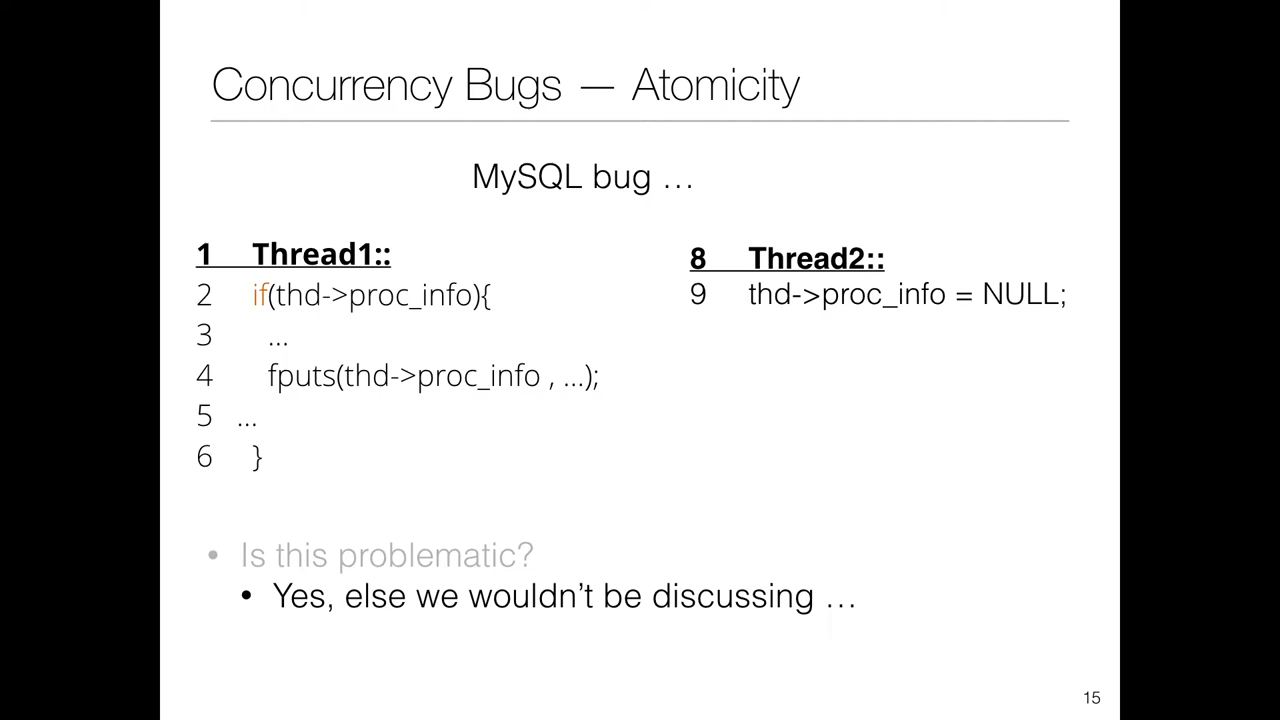 Concurrency Bugs — Atomicity
MySQL bug …
1 Thread1::
2 if(thd->proc_info){
3 ...
4 fputs(thd->proc_info , ...);
5 ...
6 }
8 Thread2::
9 thd->proc_info = NULL;
• Is this problematic?
• Yes, else we wouldn’t be discussing …
15